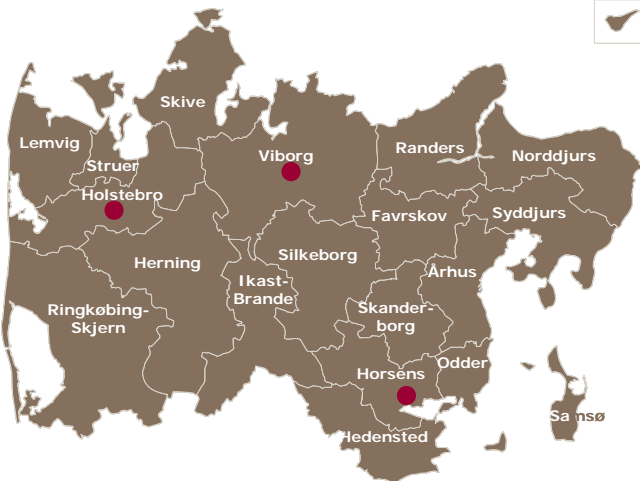 Skive
Lemvig
Struer
Viborg
Randers
Norddjurs
Holstebro
Favrskov
Syddjurs
Herning
Silkeborg
Ikast-
Brande
Århus
Ringkøbing-
Skjern
Skander-
borg
Horsens
Odder
Samsø
Hedensted